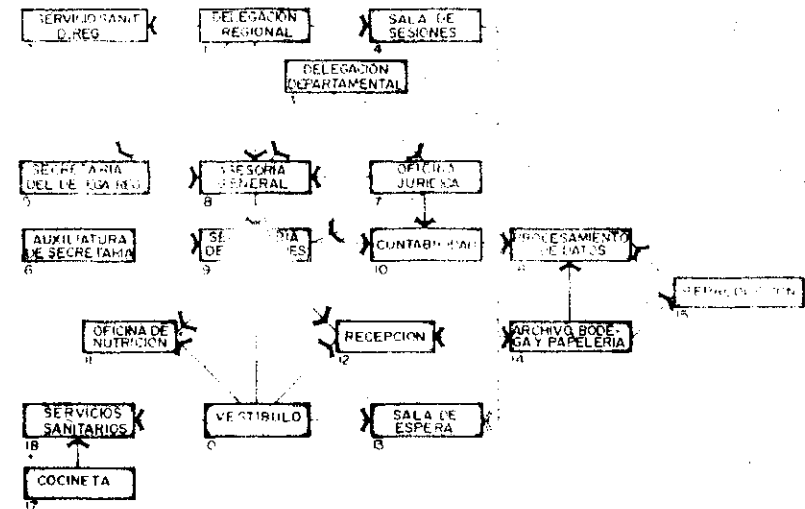 SERVICIO SANIT
D.REG.
DELEGACION
REGIONAL
1
SALA DE
SESIONES
4
DELEGACION
DEPARTAMENTAL
SECRETARIA
DEL DELEGA REG
5
ASESORIA
GENERAL
8
OFICINA
JURIDICA
7
AUXILIATURA
DE SECRETARIA
6
9
CONTABILIDAD
10
PROCESAMIENTO
DE DATOS
15
OFICINA DE
NUTRICION
11
RECEPCION
12
ARCHIVO, BODE-
GA Y PAPELERIA
14
SERVICIOS
SANITARIOS
18
VESTIBULO
0
SALA DE
ESPERA
13
COCINETA
17